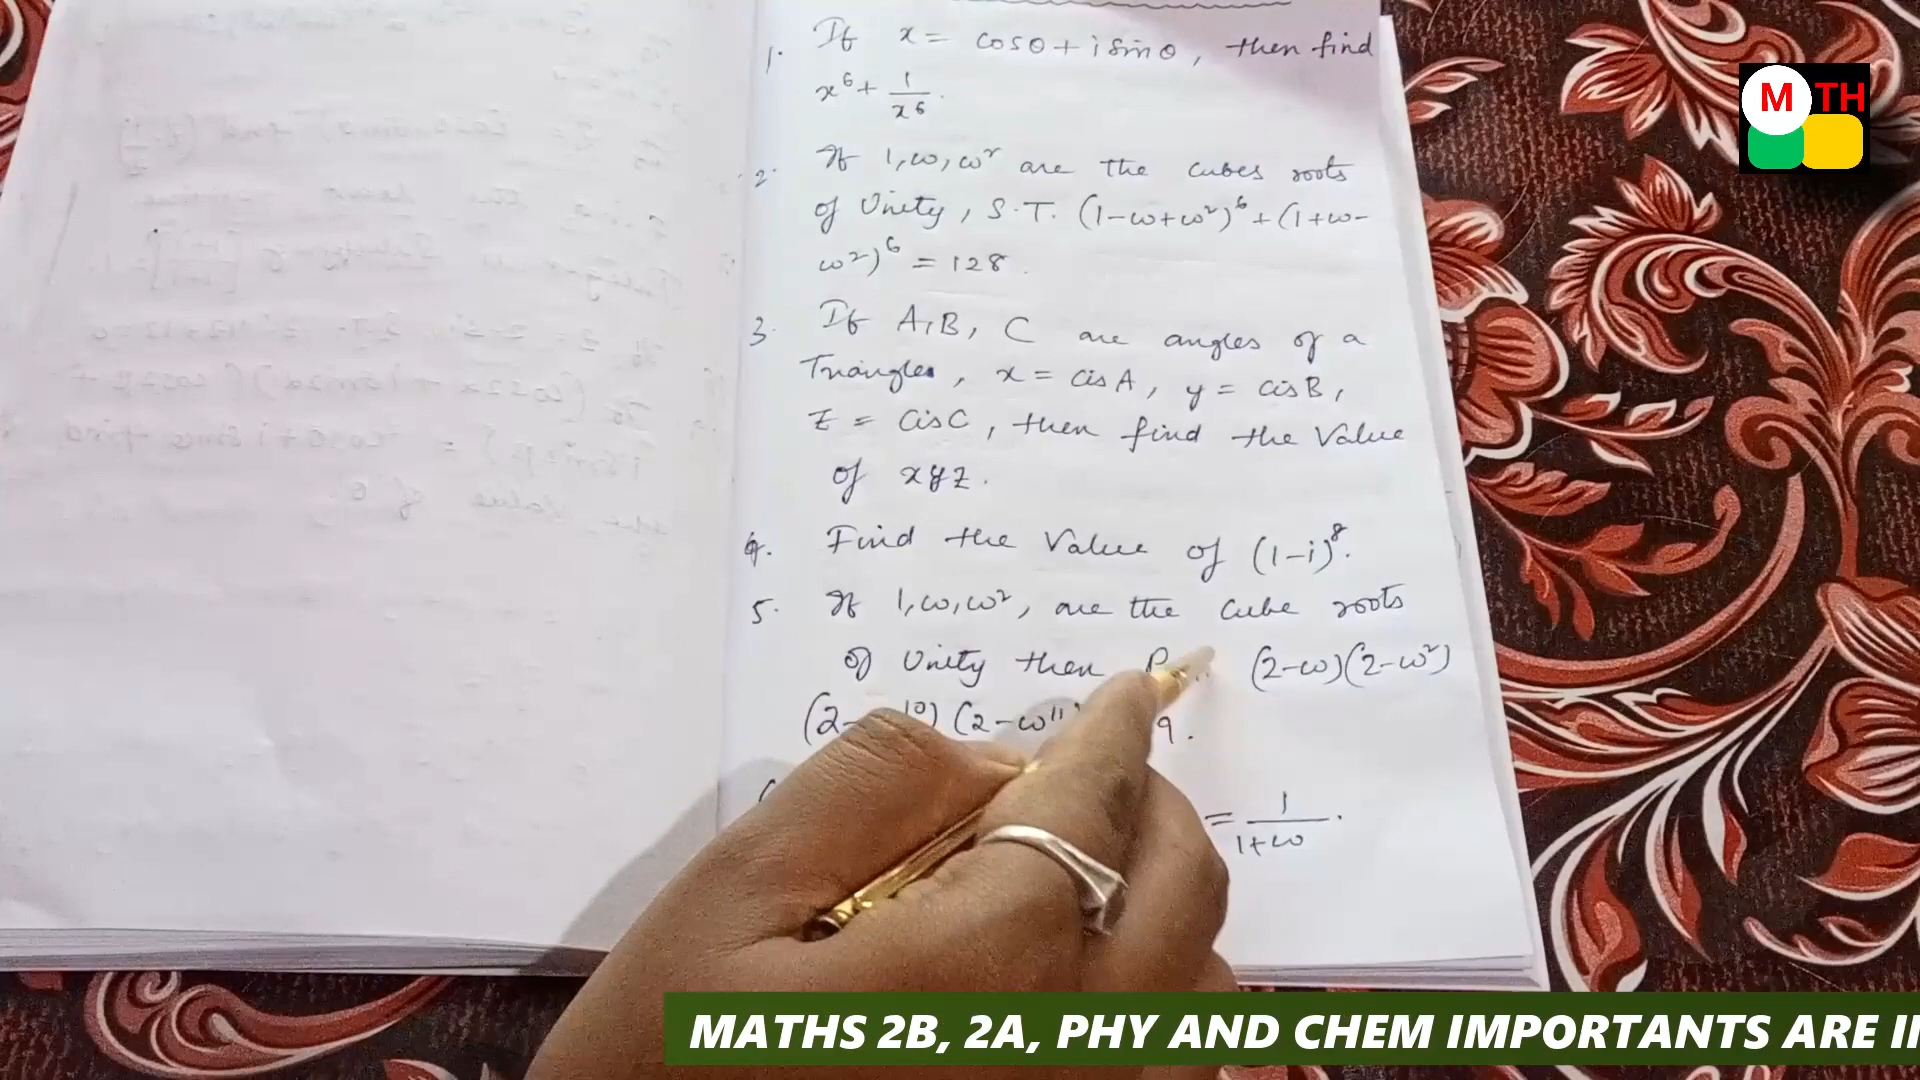 1. If x = cosθ + i sinθ, then find
x⁶ + 1/x⁶.
2. If 1, ω, ω² are the cubes roots
of Unity, S.T. (1-ω+ω²)⁶ + (1+ω-
ω²)⁶ = 128.
3. If A, B, C are angles of a
Triangles, x = cis A, y = cis B,
z = cis C, then find the Value
of xyz.
4. Find the Value of (1-i)⁸.
5. If 1, ω, ω², are the cube roots
of Unity then (2-ω)(2-ω²)
(2- ¹⁰) (2-ω¹¹ 9.
= 1/1+ω.
M TH
MATHS 2B, 2A, PHY AND CHEM IMPORTANTS ARE